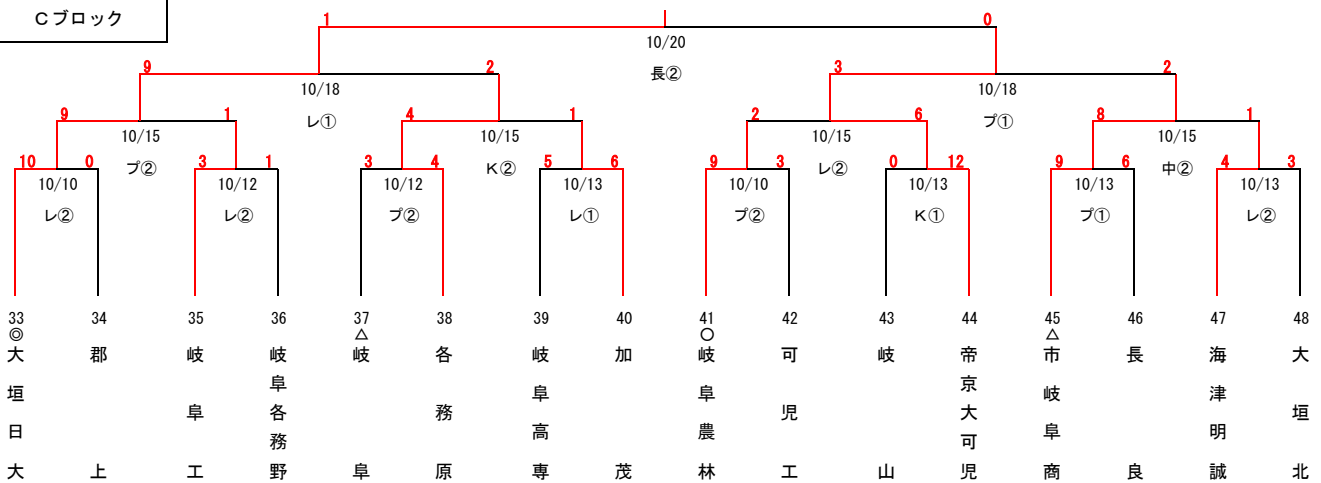 Cブロック
1 0
10/20
長②
9 2 3 2
10/18 10/18
レ① プ①
9 1 4 1 2 6 8 1
10/15 10/15 10/15 10/15
プ② K② レ② 中②
10 0 3 1 3 4 5 6 9 3 0 12 9 6 4 3
10/10 10/12 10/12 10/13 10/10 10/13 10/13 10/13
レ② レ② プ② レ① プ② K① プ① レ②
33 34 35 36 37 38 39 40 41 42 43 44 45 46 47 48
◎ △ ○ △
大垣日大
郡上
岐阜工
岐阜各務野
岐阜
各務原
岐阜高専
加茂
岐阜農林
可児工
岐山
帝京大可児
市岐阜商
長良
海津明誠
大垣北